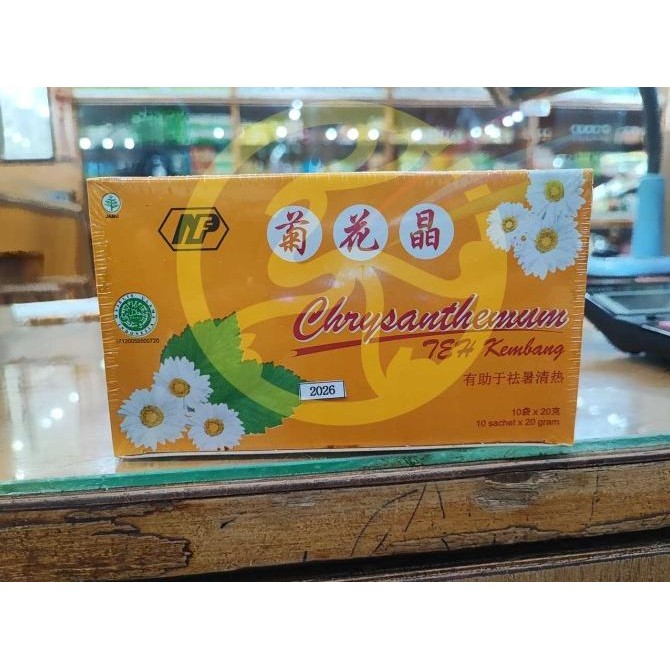 JAMU
NF
菊花晶
Chrysanthemum
TEH Kembang
有助于祛暑清热
2026
10袋 x 20克
10 sachet x 20 gram